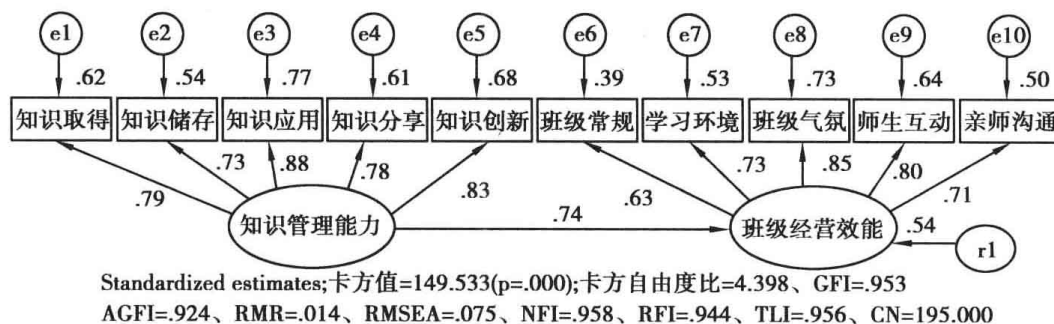 e1 e2 e3 e4 e5 e6 e7 e8 e9 e10
.62 .54 .77 .61 .68 .39 .53 .73 .64 .50
知识取得 知识储存 知识应用 知识分享 知识创新 班级常规 学习环境 班级气氛 师生互动 亲师沟通
.79 .73 .88 .78 .83 .63 .73 .85 .80 .71
知识管理能力 .74 班级经营效能 .54 r1
Standardized estimates;卡方值=149.533(p=.000);卡方自由度比=4.398、GFI=.953
AGFI=.924、RMR=.014、RMSEA=.075、NFI=.958、RFI=.944、TLI=.956、CN=195.000